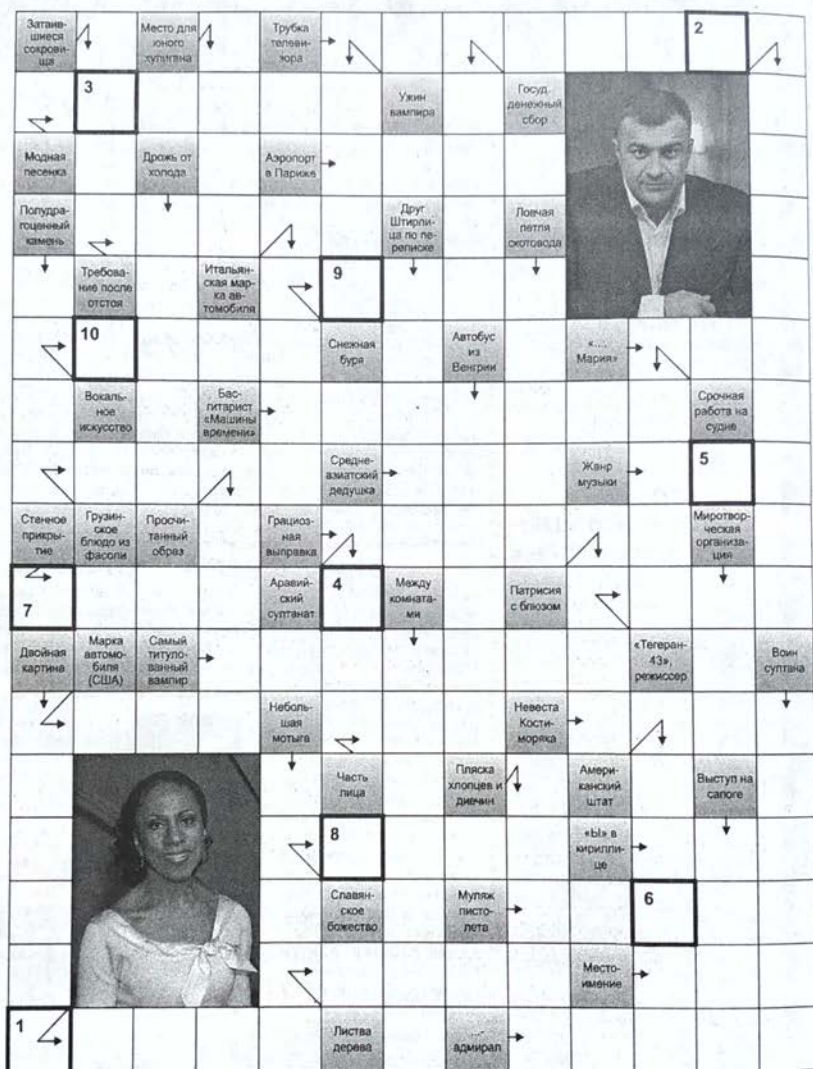 Затаив-
шиеся
сокрови-
ща
Место для
юного
хулигана
Трубка
телеви-
зора
2
3
Ужин
вампира
Госуд.
денежный
сбор
Модная
песенка
Дрожь от
холода
Аэропорт
в Париже
Полудра-
гоценный
камень
Друг
Штирли-
ца по пе-
реписке
Ловчая
петля
скотовода
Требова-
ние после
отстоя
Итальян-
ская мар-
ка ав-
томобиля
9
10
Снежная
буря
Автобус
из
Венгрии
«....
Мария»
Вокаль-
ное
искусство
Бас-
гитарист
«Машины
времени»
Срочная
работа на
судне
Средне-
азиатский
дедушка
Жанр
музыки
5
Стенное
прикры-
тие
Грузин-
ское
блюдо из
фасоли
Просчи-
танный
образ
Грациоз-
ная
выправка
Миротвор-
ческая
организа-
ция
7
Аравий-
ский
султанат
4
Между
комната-
ми
Патрисия
с блюзом
Двойная
картина
Марка
автомо-
биля
(США)
Самый
титуло-
ванный
вампир
«Тегеран-
43»,
режиссер
Воин
султана
Неболь-
шая
мотыга
Невеста
Кости-
моряка
Часть
лица
Пляска
хлопцев и
дивчин
Амери-
канский
штат
Выступ на
сапоге
8
«Ы» в
кирилли-
це
Славян-
ское
божество
Муляж
писто-
лета
6
Место-
имение
1
Листва
дерева
...-
адмирал